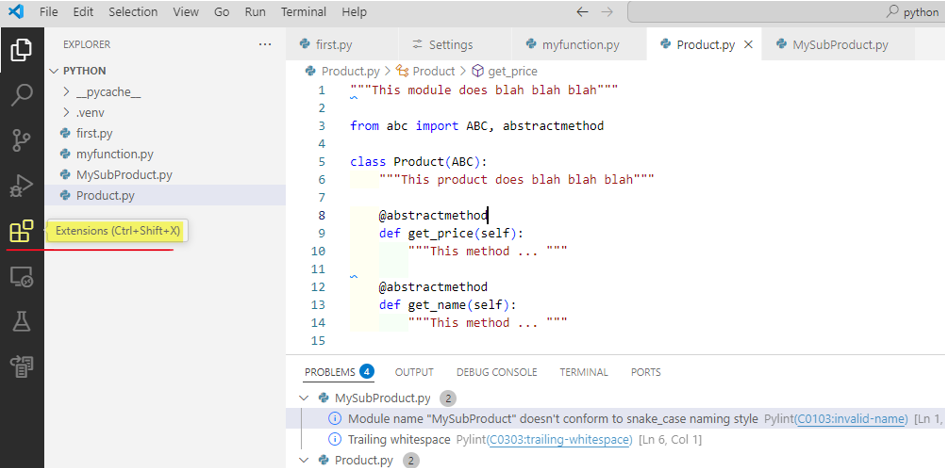 File Edit Selection View Go Run Terminal Help python
EXPLORER ...
PYTHON
__pycache__
.venv
first.py
myfunction.py
MySubProduct.py
Product.py
Extensions (Ctrl+Shift+X)
first.py Settings myfunction.py Product.py MySubProduct.py
Product.py > Product > get_price
1 """This module does blah blah blah"""
2
3 from abc import ABC, abstractmethod
4
5 class Product(ABC):
6 """This product does blah blah blah"""
7
8 @abstractmethod
9 def get_price(self):
10 """This method ... """
11
12 @abstractmethod
13 def get_name(self):
14 """This method ... """
15
PROBLEMS 4 OUTPUT DEBUG CONSOLE TERMINAL PORTS
MySubProduct.py 2
Module name "MySubProduct" doesn't conform to snake_case naming style Pylint(C0103:invalid-name) [Ln 1,
Trailing whitespace Pylint(C0303:trailing-whitespace) [Ln 6, Col 1]
Product.py 2